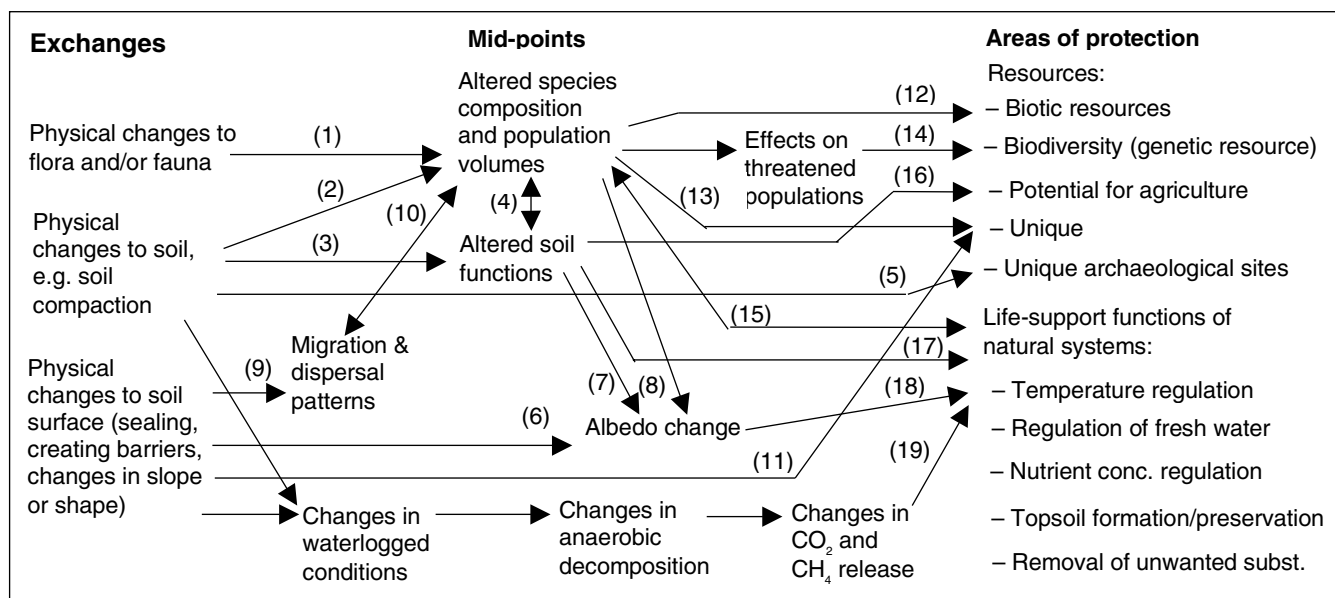 Exchanges
Mid-points
Areas of protection
Resources:
Altered species
composition
and population
volumes
(12)
– Biotic resources
Physical changes to
flora and/or fauna
(1)
Effects on
threatened
populations
(14)
– Biodiversity (genetic resource)
(2)
(10)
(4)
(13)
(16)
– Potential for agriculture
Physical
changes to soil,
e.g. soil
compaction
(3)
Altered soil
functions
– Unique
(5)
– Unique archaeological sites
(15)
Life-support functions of
natural systems:
(17)
Physical
changes to soil
surface (sealing,
creating barriers,
changes in slope
or shape)
(9)
Migration &
dispersal
patterns
(7)
(8)
(18)
– Temperature regulation
(6)
Albedo change
– Regulation of fresh water
(11)
(19)
– Nutrient conc. regulation
Changes in
waterlogged
conditions
Changes in
anaerobic
decomposition
Changes in
CO₂ and
CH₄ release
– Topsoil formation/preservation
– Removal of unwanted subst.